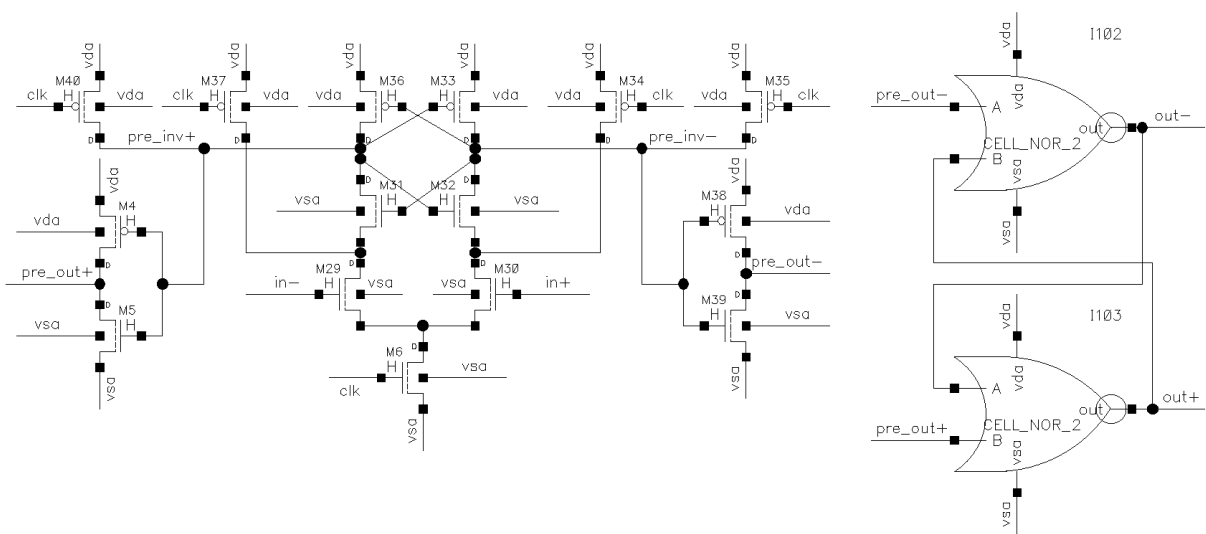 I102
vda vda vda vda vda vda vda
M40 M37 M36 M33 M34 M35
H H H H H H
clk vda clk vda vda vda vda clk vda clk
pre_out- A vda out out-
pre_inv+ D D D D D D pre_inv-
CELL_NOR_2
B vsa
vda D D vda
M4 M31 M32 M38
H H H H
vda vsa vsa vda
pre_out+ D D D D pre_out-
D M29 M30 D
M5 H H M39
H in- vsa vsa in+ H
vsa vsa
I103
M6 D
H vsa
clk
vsa vsa vsa
A vda out out+
CELL_NOR_2
pre_out+ B vsa
vsa